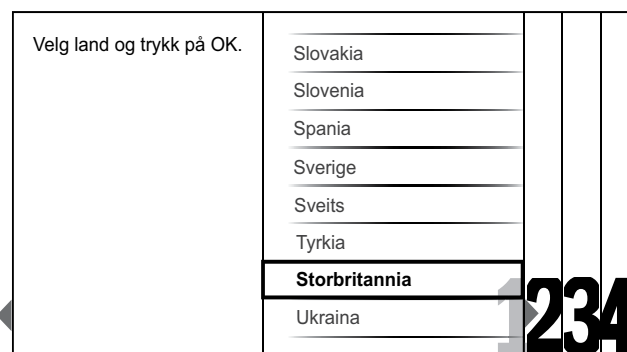 Velg land og trykk på OK.
Slovakia
Slovenia
Spania
Sverige
Sveits
Tyrkia
Storbritannia
Ukraina
1234